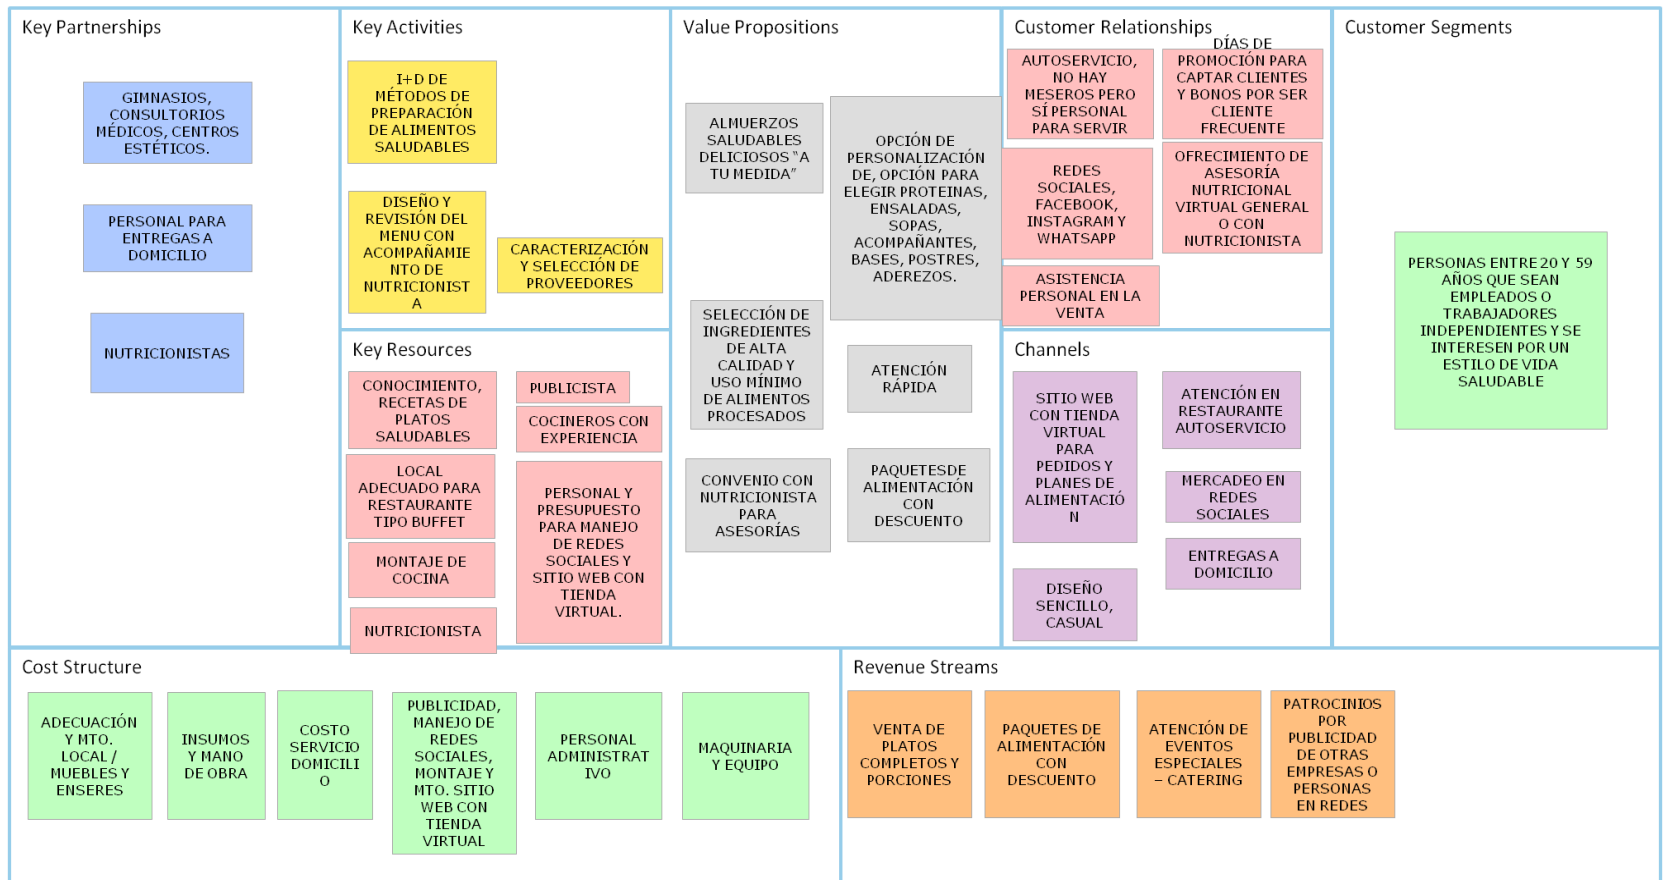 Key Partnerships
GIMNASIOS,
CONSULTORIOS
MÉDICOS, CENTROS
ESTÉTICOS.
PERSONAL PARA
ENTREGAS A
DOMICILIO
NUTRICIONISTAS
Key Activities
I+D DE
MÉTODOS DE
PREPARACIÓN
DE ALIMENTOS
SALUDABLES
DISEÑO Y
REVISIÓN DEL
MENU CON
ACOMPAÑAMIE
NTO DE
NUTRICIONIST
A
CARACTERIZACIÓN
Y SELECCIÓN DE
PROVEEDORES
Key Resources
CONOCIMIENTO,
RECETAS DE
PLATOS
SALUDABLES
LOCAL
ADECUADO PARA
RESTAURANTE
TIPO BUFFET
MONTAJE DE
COCINA
NUTRICIONISTA
PUBLICISTA
COCINEROS CON
EXPERIENCIA
PERSONAL Y
PRESUPUESTO
PARA MANEJO
DE REDES
SOCIALES Y
SITIO WEB CON
TIENDA
VIRTUAL.
Value Propositions
ALMUERZOS
SALUDABLES
DELICIOSOS “A
TU MEDIDA”
SELECCIÓN DE
INGREDIENTES
DE ALTA
CALIDAD Y
USO MÍNIMO
DE ALIMENTOS
PROCESADOS
CONVENIO CON
NUTRICIONISTA
PARA
ASESORÍAS
OPCIÓN DE
PERSONALIZACIÓN
DE, OPCIÓN PARA
ELEGIR PROTEINAS,
ENSALADAS,
SOPAS,
ACOMPAÑANTES,
BASES, POSTRES,
ADEREZOS.
ATENCIÓN
RÁPIDA
PAQUETES DE
ALIMENTACIÓN
CON
DESCUENTO
Customer Relationships
AUTOSERVICIO,
NO HAY
MESEROS PERO
SÍ PERSONAL
PARA SERVIR
REDES
SOCIALES,
FACEBOOK,
INSTAGRAM Y
WHATSAPP
ASISTENCIA
PERSONAL EN LA
VENTA
DÍAS DE
PROMOCIÓN PARA
CAPTAR CLIENTES
Y BONOS POR SER
CLIENTE
FRECUENTE
OFRECIMIENTO DE
ASESORÍA
NUTRICIONAL
VIRTUAL GENERAL
O CON
NUTRICIONISTA
Channels
SITIO WEB
CON TIENDA
VIRTUAL
PARA
PEDIDOS Y
PLANES DE
ALIMENTACIÓ
N
DISEÑO
SENCILLO,
CASUAL
ATENCIÓN EN
RESTAURANTE
AUTOSERVICIO
MERCADEO EN
REDES
SOCIALES
ENTREGAS A
DOMICILIO
Customer Segments
PERSONAS ENTRE 20 Y 59
AÑOS QUE SEAN
EMPLEADOS O
TRABAJADORES
INDEPENDIENTES Y SE
INTERESEN POR UN
ESTILO DE VIDA
SALUDABLE
Cost Structure
ADECUACIÓN
Y MTO.
LOCAL /
MUEBLES Y
ENSERES
INSUMOS
Y MANO
DE OBRA
COSTO
SERVICIO
DOMICILI
O
PUBLICIDAD,
MANEJO DE
REDES
SOCIALES,
MONTAJE Y
MTO. SITIO
WEB CON
TIENDA
VIRTUAL
PERSONAL
ADMINISTRAT
IVO
MAQUINARIA
Y EQUIPO
Revenue Streams
VENTA DE
PLATOS
COMPLETOS Y
PORCIONES
PAQUETES DE
ALIMENTACIÓN
CON
DESCUENTO
ATENCIÓN DE
EVENTOS
ESPECIALES
– CATERING
PATROCINIOS
POR
PUBLICIDAD
DE OTRAS
EMPRESAS O
PERSONAS
EN REDES